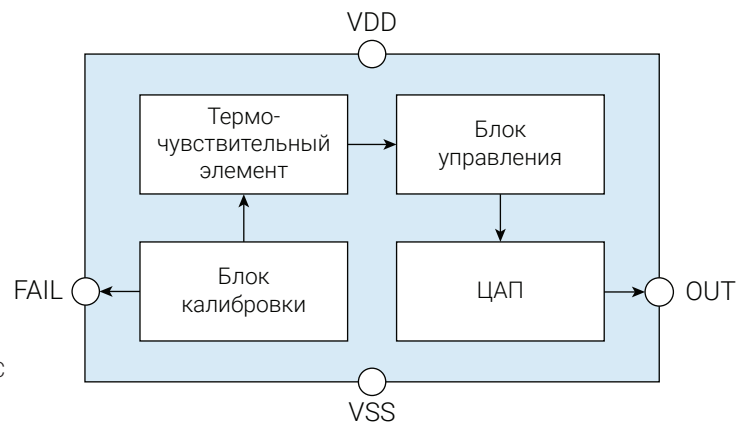 VDD
Термо-
чувствительный
элемент
Блок
управления
FAIL
Блок
калибровки
ЦАП
OUT
С
VSS